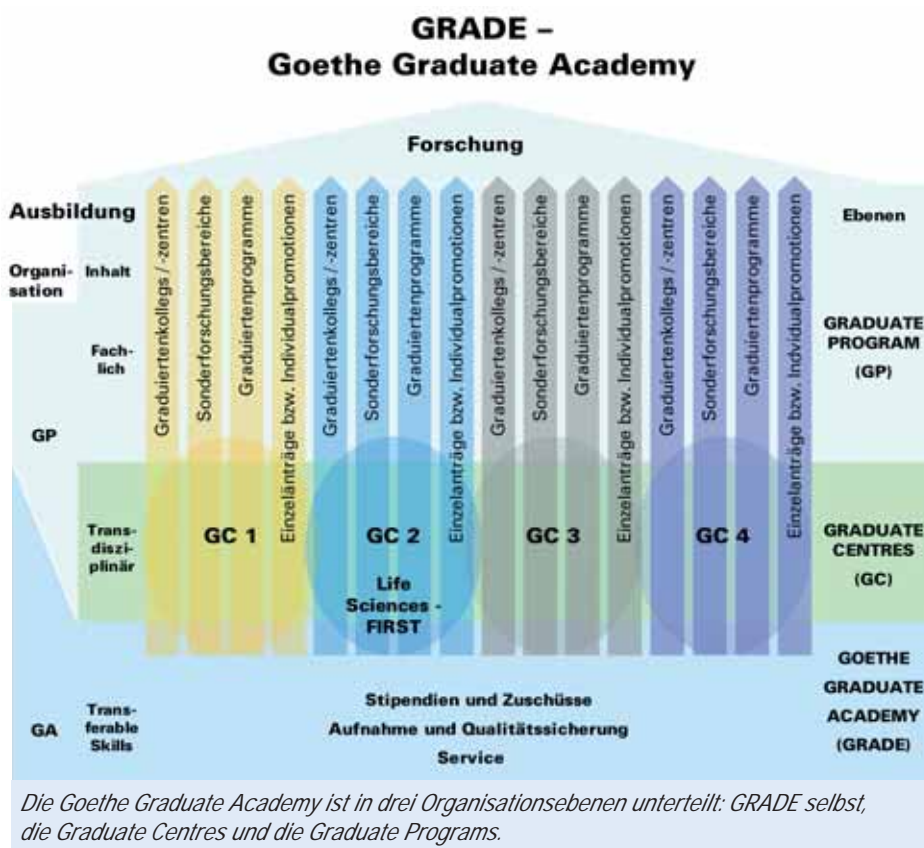 GRADE –
Goethe Graduate Academy
Forschung
Ausbildung
Organi-
sation
Inhalt
Fach-
lich
GP
Trans-
diszi-
plinär
GA
Trans-
ferable
Skills
Graduiertenkollegs / -zentren
Sonderforschungsbereiche
Graduiertenprogramme
Einzelänträge bzw. Individualpromotionen
Graduiertenkollegs / -zentren
Sonderforschungsbereiche
Graduiertenprogramme
Einzelanträge bzw. Individualpromotionen
Graduiertenkollegs / -zentren
Sonderforschungsbereiche
Graduiertenprogramme
Einzelanträge bzw. Individualpromotionen
Graduiertenkollegs / -zentren
Sonderforschungsbereiche
Graduiertenprogramme
Einzelanträge bzw. Individualpromotionen
GC 1
GC 2
Life
Sciences -
FIRST
GC 3
GC 4
Ebenen
GRADUATE
PROGRAM
(GP)
GRADUATE
CENTRES
(GC)
GOETHE
GRADUATE
ACADEMY
(GRADE)
Stipendien und Zuschüsse
Aufnahme und Qualitätssicherung
Service
Die Goethe Graduate Academy ist in drei Organisationsebenen unterteilt: GRADE selbst,
die Graduate Centres und die Graduate Programs.